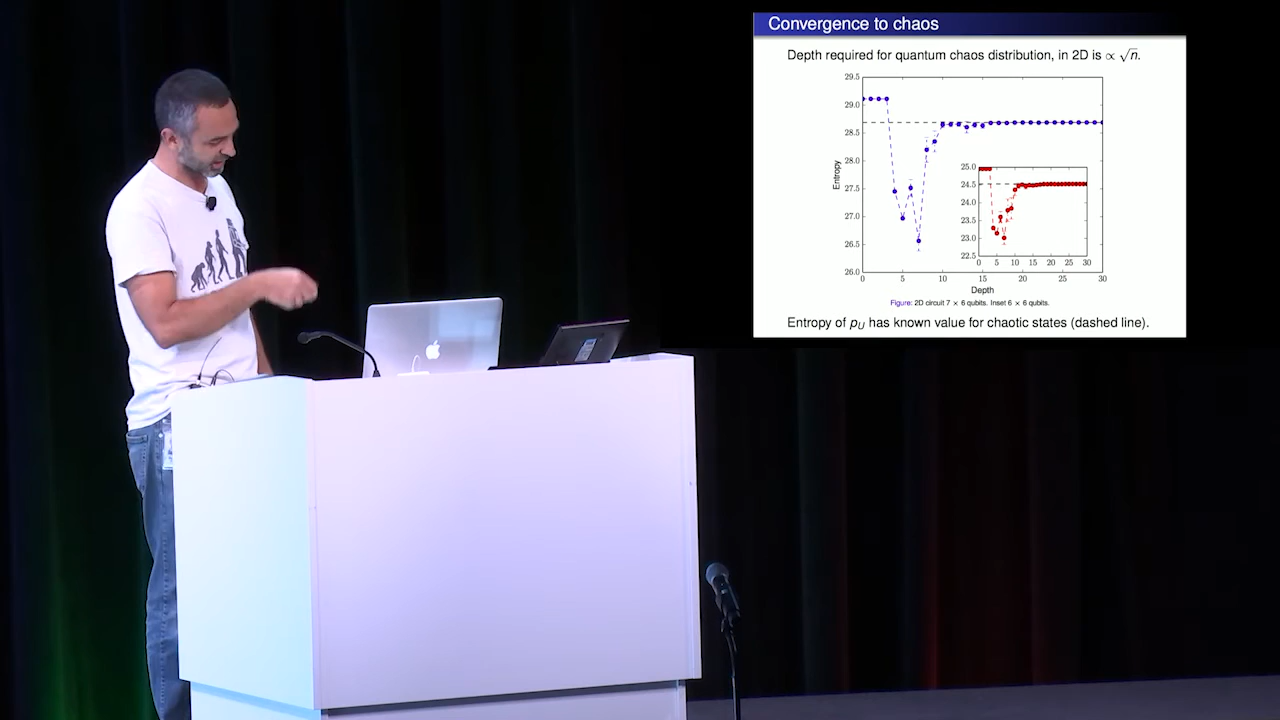 Convergence to chaos
Depth required for quantum chaos distribution, in 2D is ∝ √n.
29.5
29.0
28.5
28.0
27.5
27.0
26.5
26.0
Entropy
0 5 10 15 20 25 30
Depth
25.0
24.5
24.0
23.5
23.0
22.5
0 5 10 15 20 25 30
Figure: 2D circuit 7 × 6 qubits. Inset 6 × 6 qubits.
Entropy of pU has known value for chaotic states (dashed line).